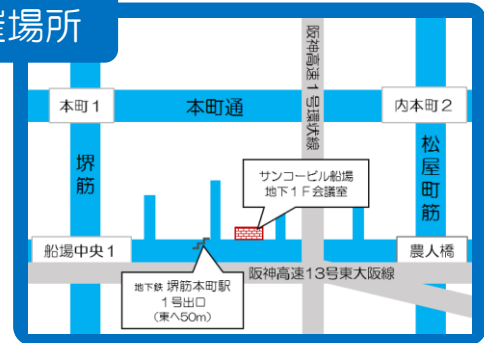 催場所
阪神高速1号環状線
本町1
本町通
内本町2
堺筋
松屋町筋
サンコービル船場
地下1F会議室
船場中央1
農人橋
阪神高速13号東大阪線
地下鉄 堺筋本町駅
1号出口
(東へ50m)